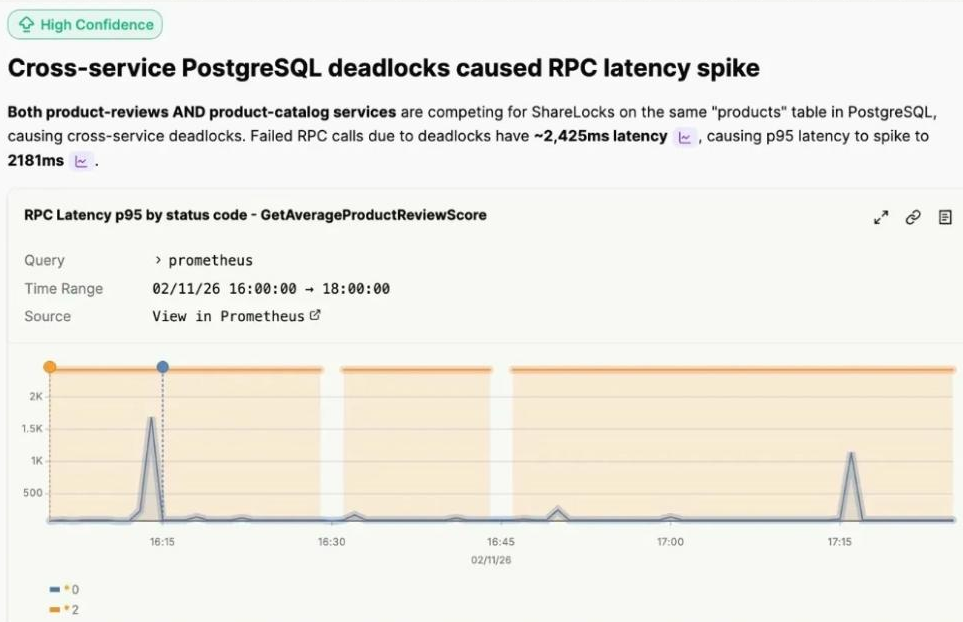 High Confidence
Cross-service PostgreSQL deadlocks caused RPC latency spike
Both product-reviews AND product-catalog services are competing for ShareLocks on the same "products" table in PostgreSQL,
causing cross-service deadlocks. Failed RPC calls due to deadlocks have ~2,425ms latency , causing p95 latency to spike to
2181ms .
RPC Latency p95 by status code - GetAverageProductReviewScore
Query › prometheus
Time Range 02/11/26 16:00:00 → 18:00:00
Source View in Prometheus
2K
1.5K
1K
500
16:15 16:30 16:45 17:00 17:15
02/11/26
*0
*2